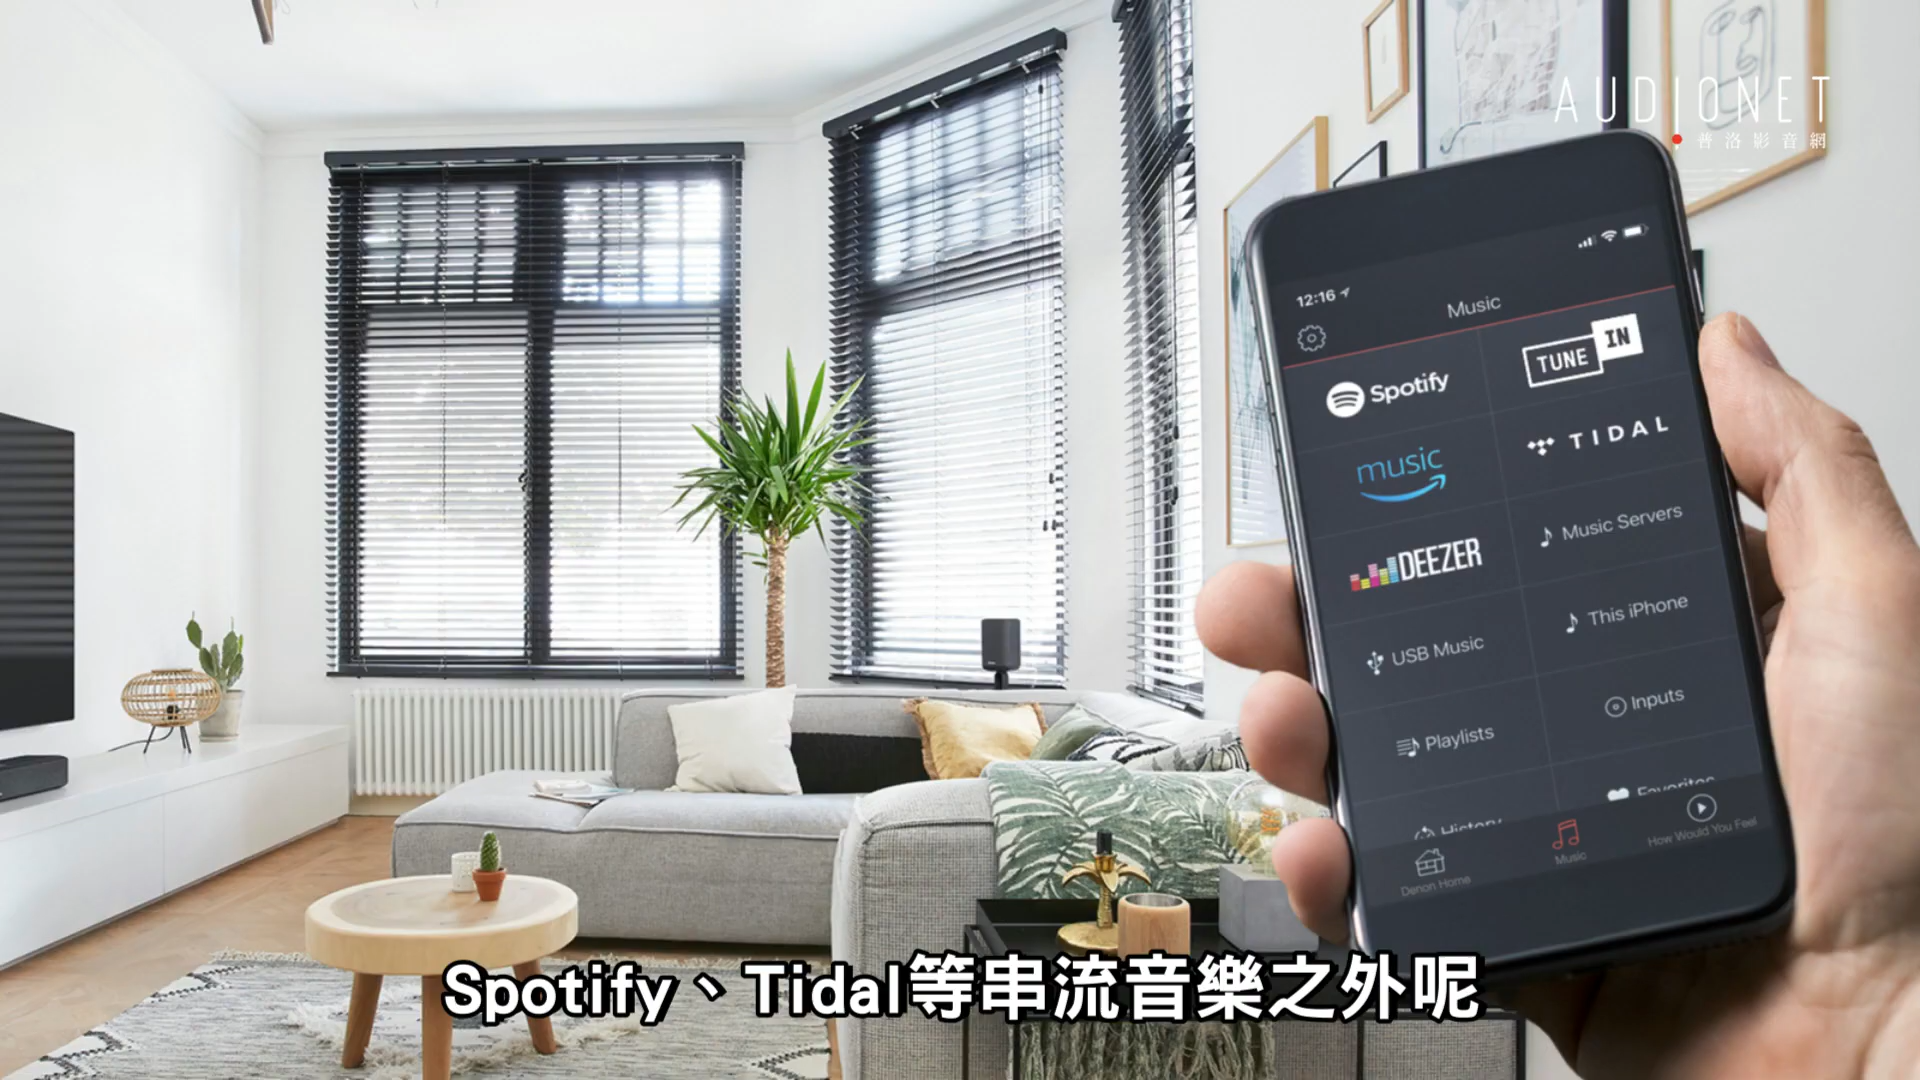 AUDIONET
普洛影音網
12:16
Music
Spotify
TUNE IN
music
TIDAL
DEEZER
Music Servers
USB Music
This iPhone
Playlists
Inputs
History
Favorites
Denon Home
Music
How Would You Feel
Spotify、Tidal等串流音樂之外呢